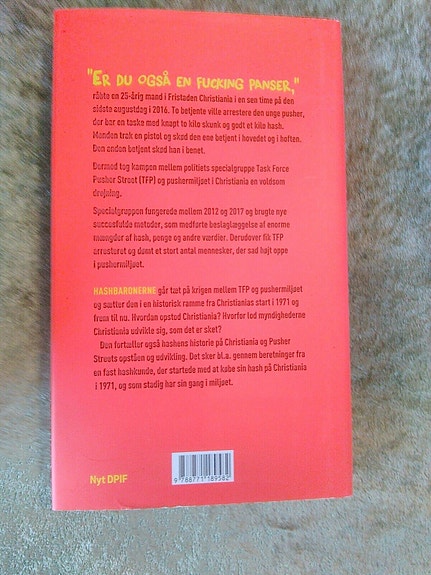 "ER DU OGSÅ EN FUCKING PANSER,"
råbte en 25-årig mand i Fristaden Christiania i en sen time på den
sidste augustdag i 2016. To betjente ville arrestere den unge pusher,
der bar en taske med knapt to kilo skunk og godt et kilo hash.
Manden trak en pistol og skød den ene betjent i hovedet og i hoften.
Den anden betjent skød han i benet.
Dermed tog kampen mellem politiets specialgruppe Task Force
Pusher Street (TFP) og pushermiljøet i Christiania en voldsom
drejning.
Specialgruppen fungerede mellem 2012 og 2017 og brugte nye
succesfulde metoder, som medførte beslaglæggelse af enorme
mængder af hash, penge og andre værdier. Derudover fik TFP
arresteret og dømt et stort antal mennesker, der sad højt oppe
i pushermiljøet.
HASHBARONERNE går tæt på krigen mellem TFP og pushermiljøet
og sætter den i en historisk ramme fra Christianias start i 1971 og
frem til nu. Hvordan opstod Christiania? Hvorfor lod myndighederne
Christiania udvikle sig, som det er sket?
Den fortæller også hashens historie på Christiania og Pusher
Streets opståen og udvikling. Det sker bl.a. gennem beretninger fra
en fast hashkunde, der startede med at købe sin hash på Christiania
i 1971, og som stadig har sin gang i miljøet.
Nyt DPIF
9 788771 189582